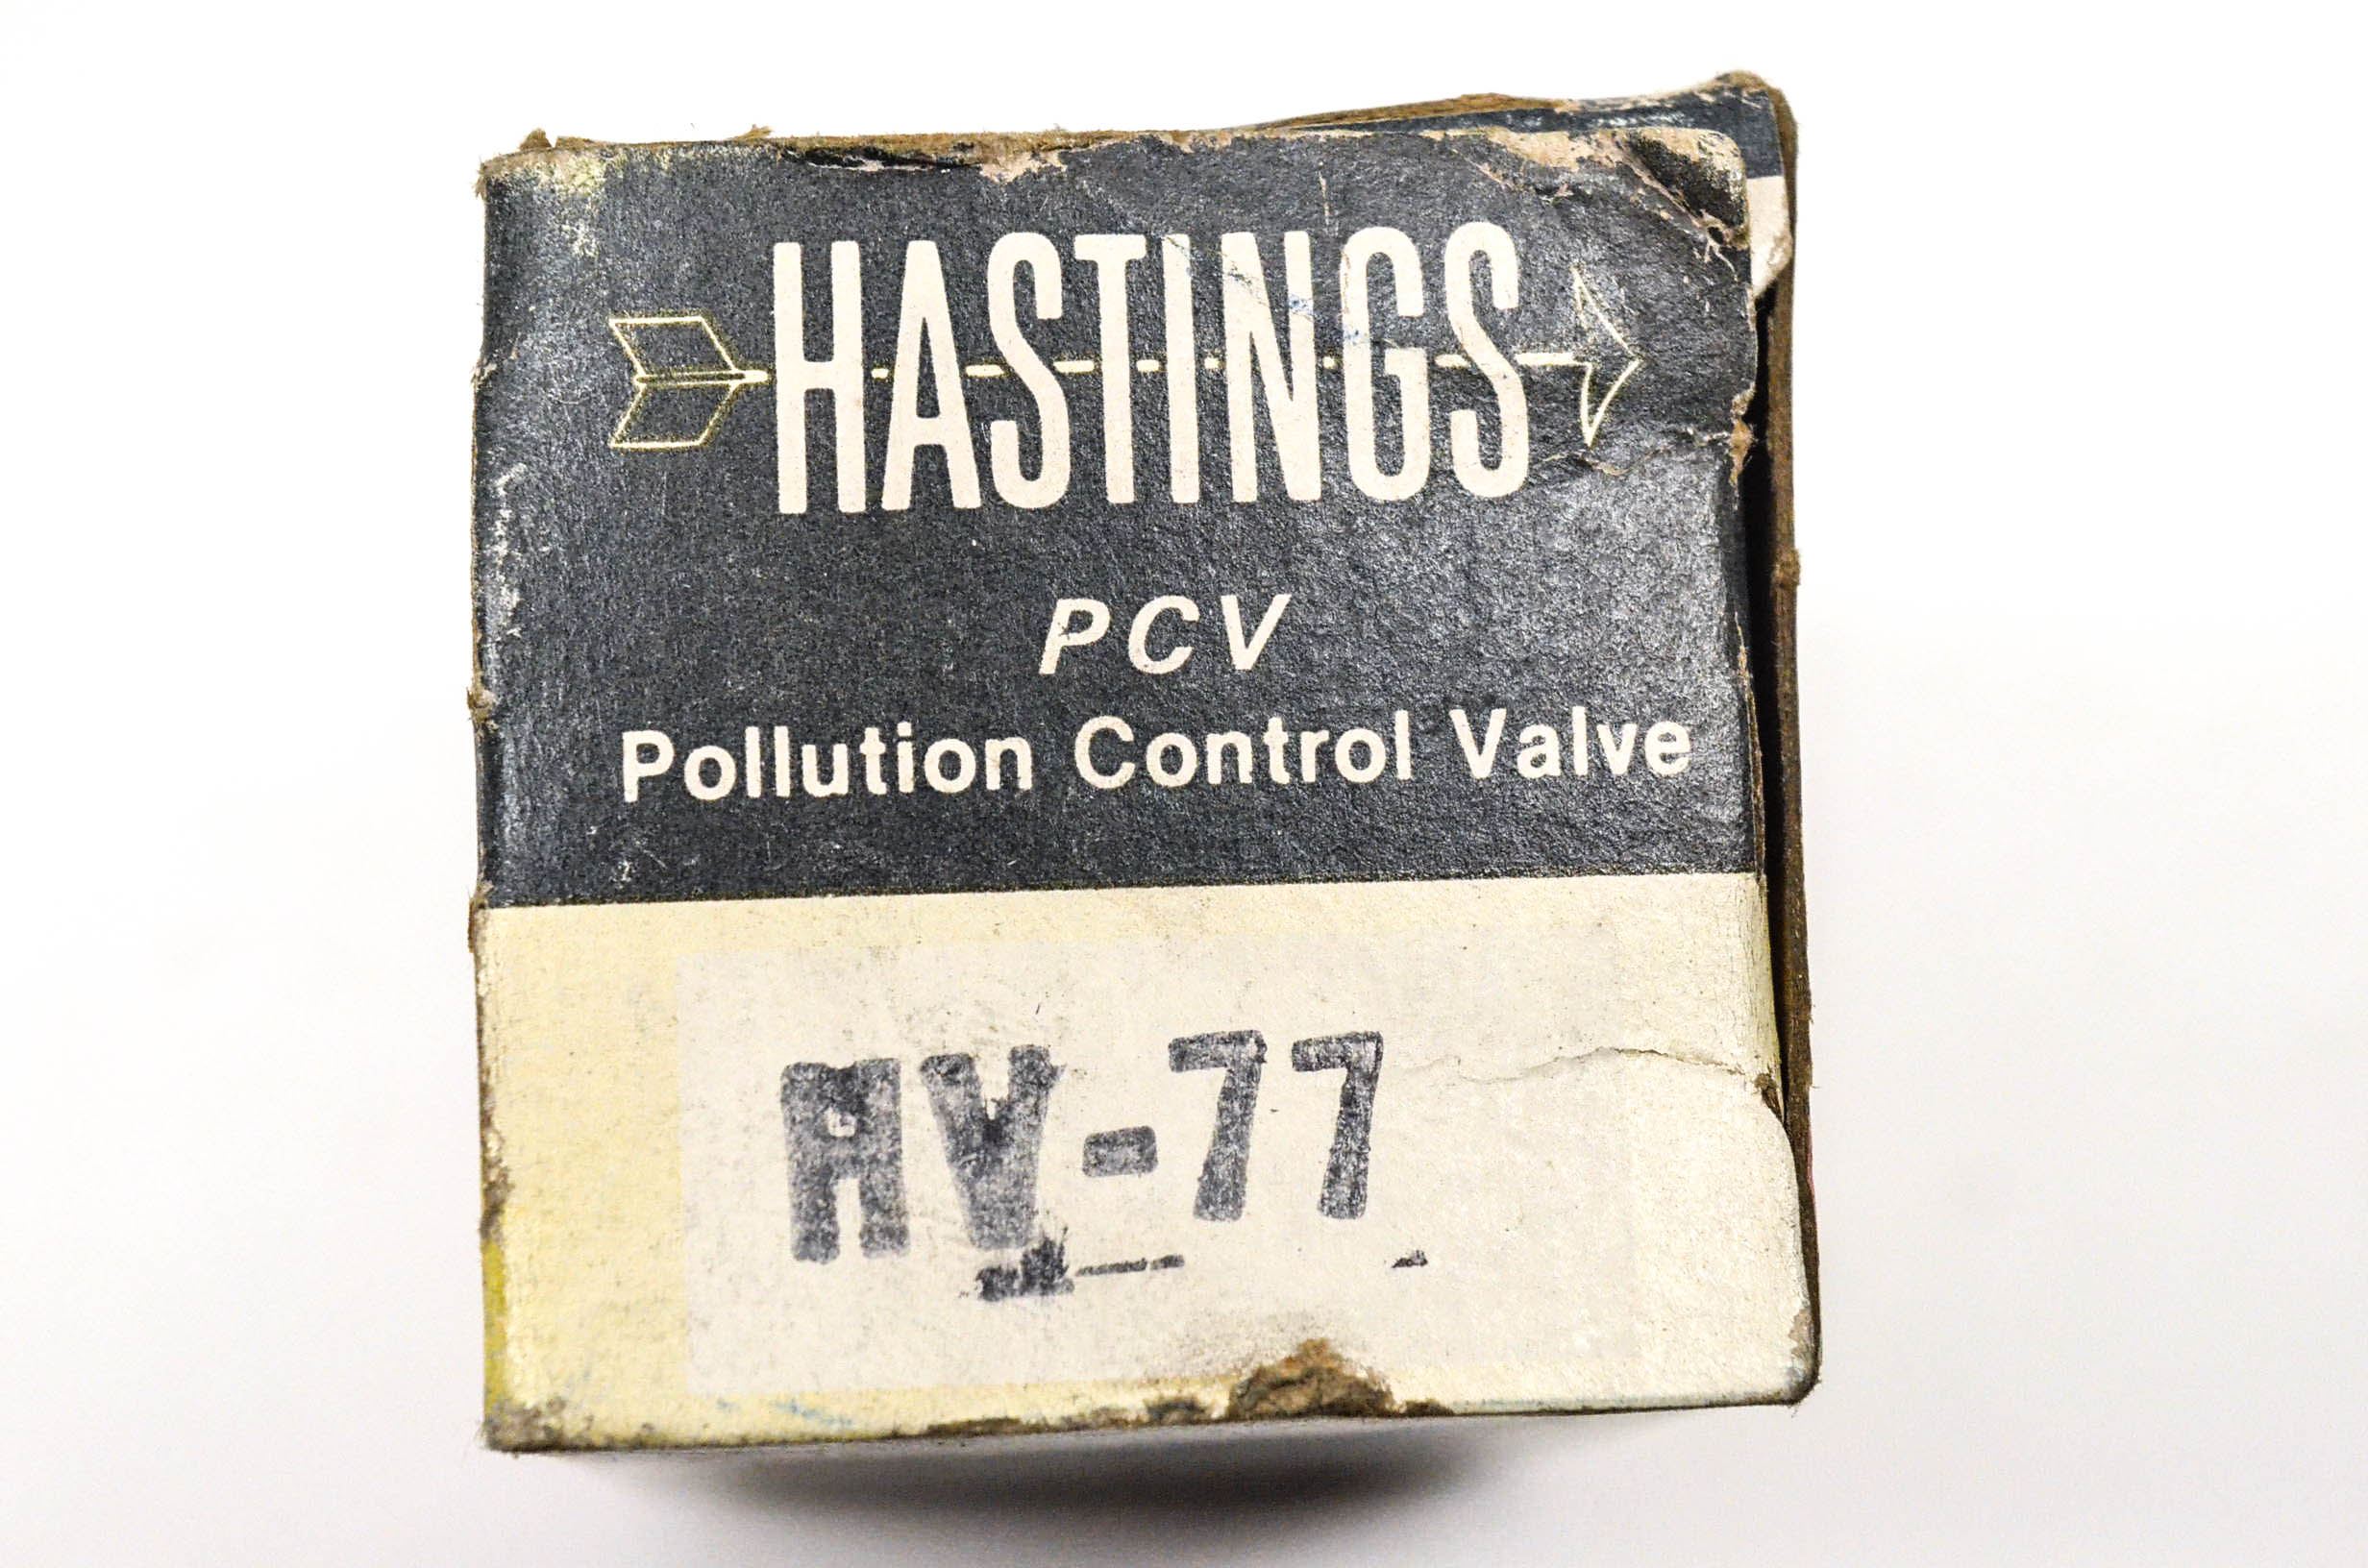 HASTINGS
PCV
Pollution Control Valve
HV-77